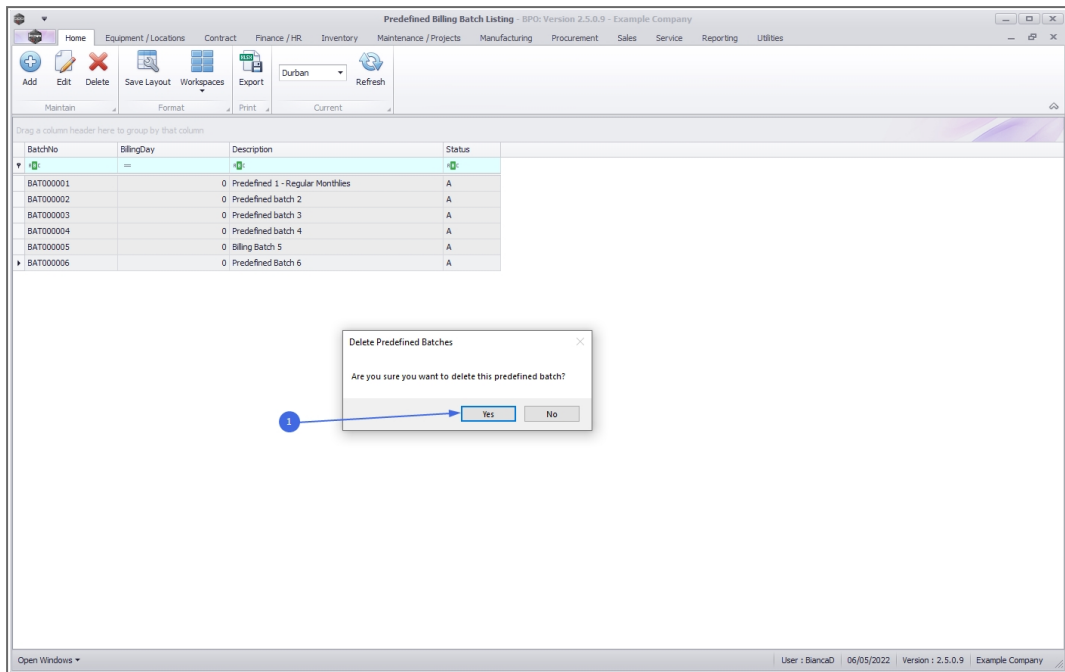 Predefined Billing Batch Listing - BPO: Version 2.5.0.9 - Example Company
Home Equipment / Locations Contract Finance / HR Inventory Maintenance / Projects Manufacturing Procurement Sales Service Reporting Utilities
Add Edit Delete Save Layout Workspaces Export Durban Refresh
Maintain Format Print Current
Drag a column header here to group by that column
BatchNo BillingDay Description Status
=
BAT000001 0 Predefined 1 - Regular Monthlies A
BAT000002 0 Predefined batch 2 A
BAT000003 0 Predefined batch 3 A
BAT000004 0 Predefined batch 4 A
BAT000005 0 Billing Batch 5 A
BAT000006 0 Predefined Batch 6 A
Delete Predefined Batches
Are you sure you want to delete this predefined batch?
1 Yes No
Open Windows User : BiancaD 06/05/2022 Version : 2.5.0.9 Example Company